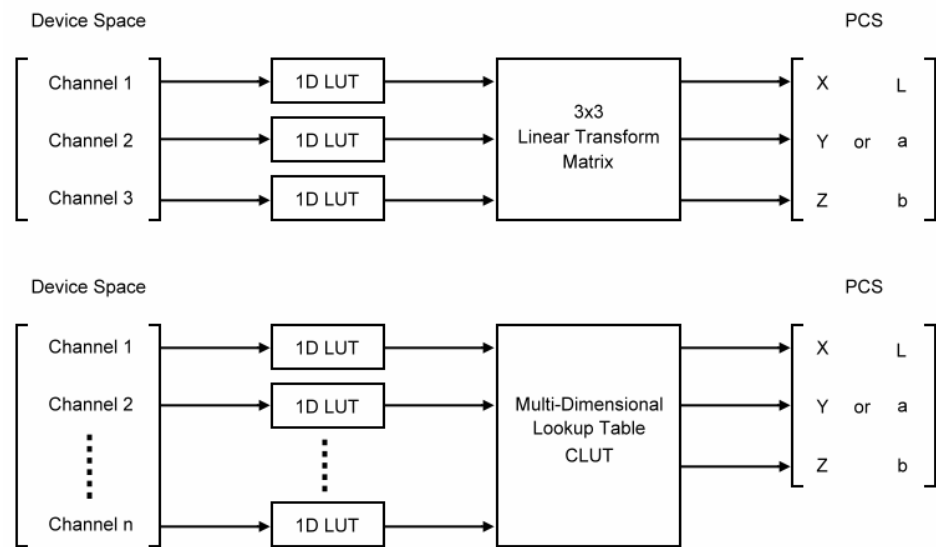 Device Space
PCS
Channel 1
1D LUT
X
L
Channel 2
1D LUT
3x3
Linear Transform
Matrix
Y or a
Channel 3
1D LUT
Z
b
Device Space
PCS
Channel 1
1D LUT
X
L
Channel 2
1D LUT
Multi-Dimensional
Lookup Table
CLUT
Y or a
Z
b
Channel n
1D LUT